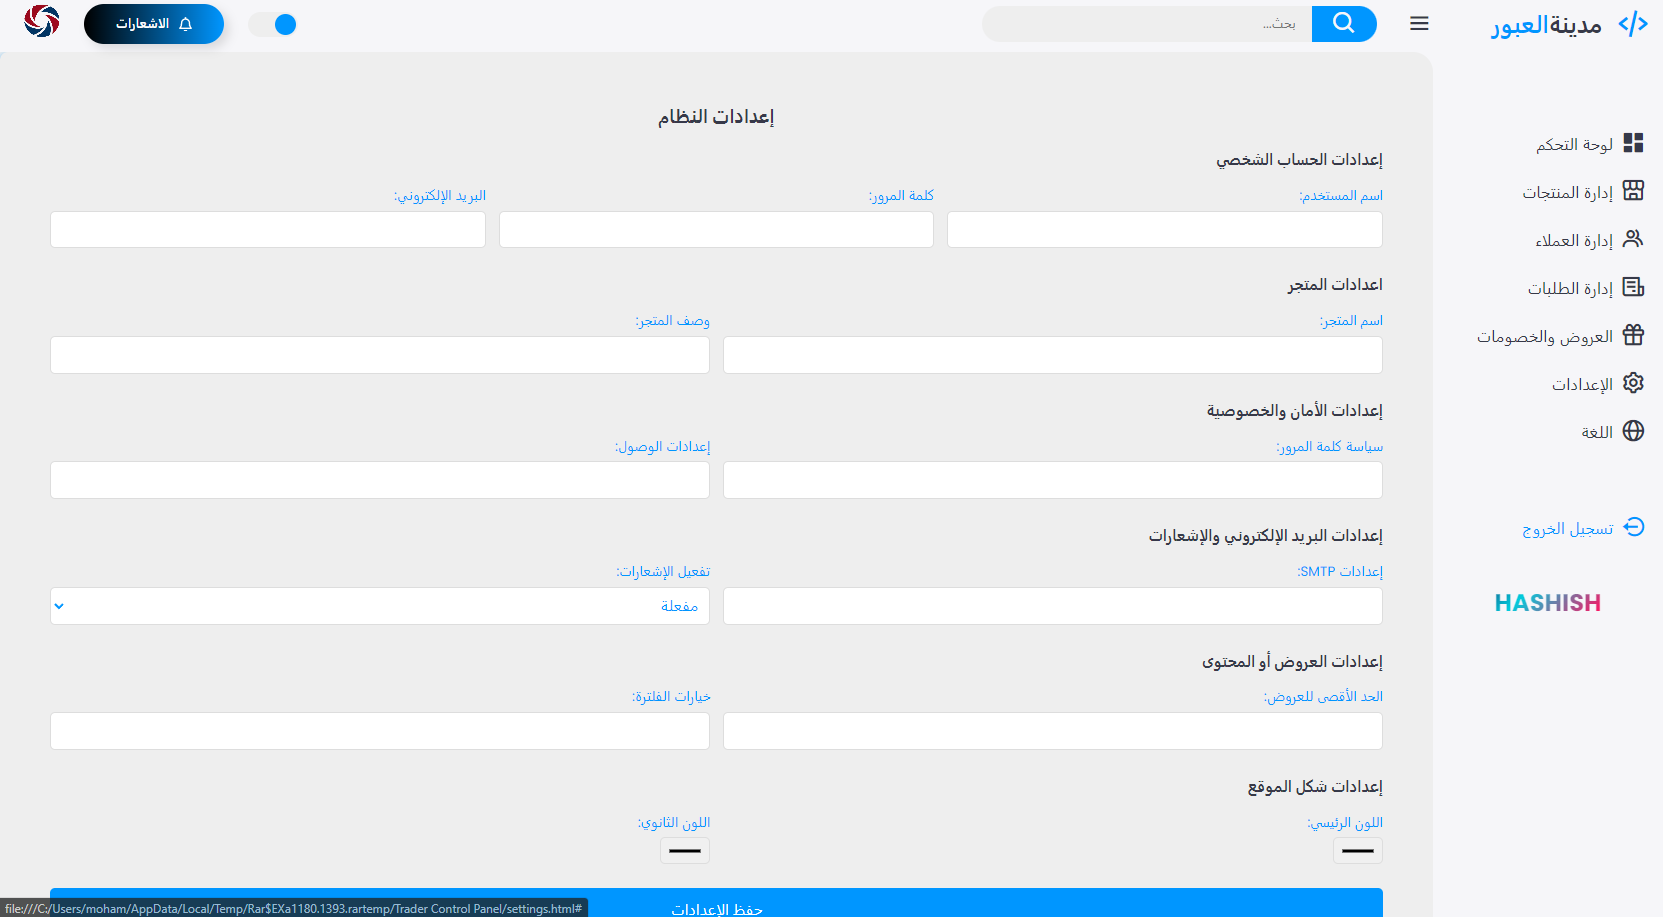 مدينةالعبور
بحث...
الاشعارات
لوحة التحكم
إدارة المنتجات
إدارة العملاء
إدارة الطلبات
العروض والخصومات
الإعدادات
اللغة
تسجيل الخروج
HASHISH
إعدادات النظام
إعدادات الحساب الشخصي
اسم المستخدم: كلمة المرور: البريد الإلكتروني:
اعدادات المتجر
اسم المتجر: وصف المتجر:
إعدادات الأمان والخصوصية
سياسة كلمة المرور: إعدادات الوصول:
إعدادات البريد الإلكتروني والإشعارات
إعدادات SMTP: تفعيل الإشعارات:
مفعلة
إعدادات العروض أو المحتوى
الحد الأقصى للعروض: خيارات الفلترة:
إعدادات شكل الموقع
اللون الرئيسي: اللون الثانوي:
حفظ الإعدادات
file:///C:/Users/moham/AppData/Local/Temp/Rar$EXa1180.1393.rartemp/Trader Control Panel/settings.html#